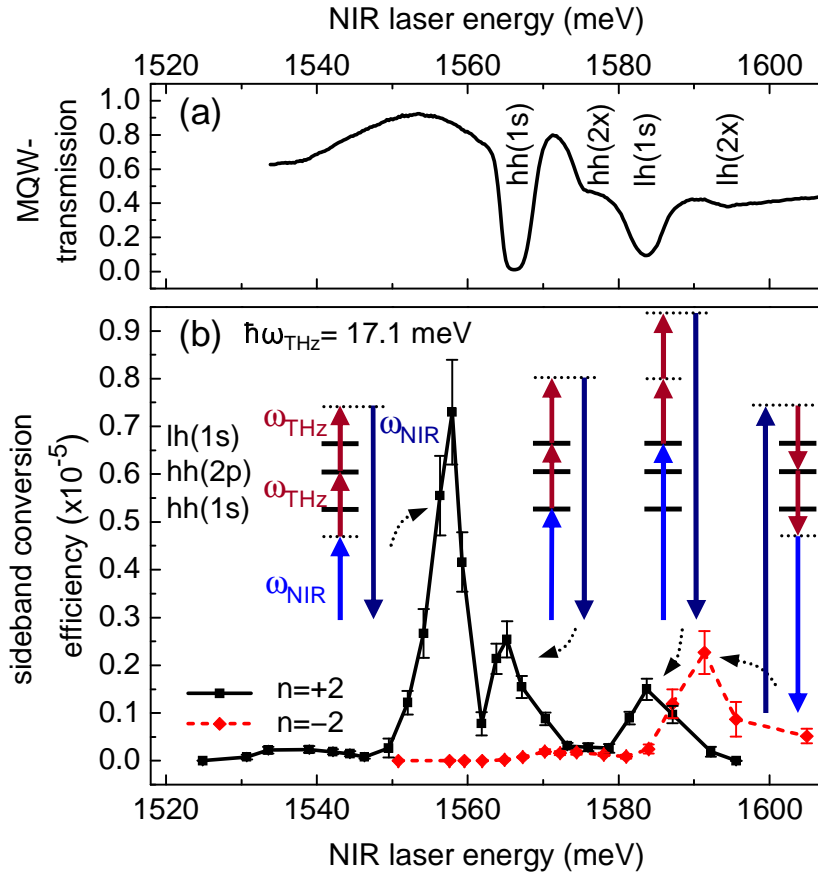 NIR laser energy (meV)
1520 1540 1560 1580 1600
(a)
MQW-
transmission
1.0
0.8
0.6
0.4
0.2
0.0
hh(1s)
hh(2x)
lh(1s)
lh(2x)
(b) ħω_THz = 17.1 meV
sideband conversion
efficiency (x10⁻⁵)
0.9
0.8
0.7
0.6
0.5
0.4
0.3
0.2
0.1
0.0
lh(1s)
hh(2p)
hh(1s)
ω_THz
ω_THz
ω_NIR
ω_NIR
n=+2
n=−2
1520 1540 1560 1580 1600
NIR laser energy (meV)